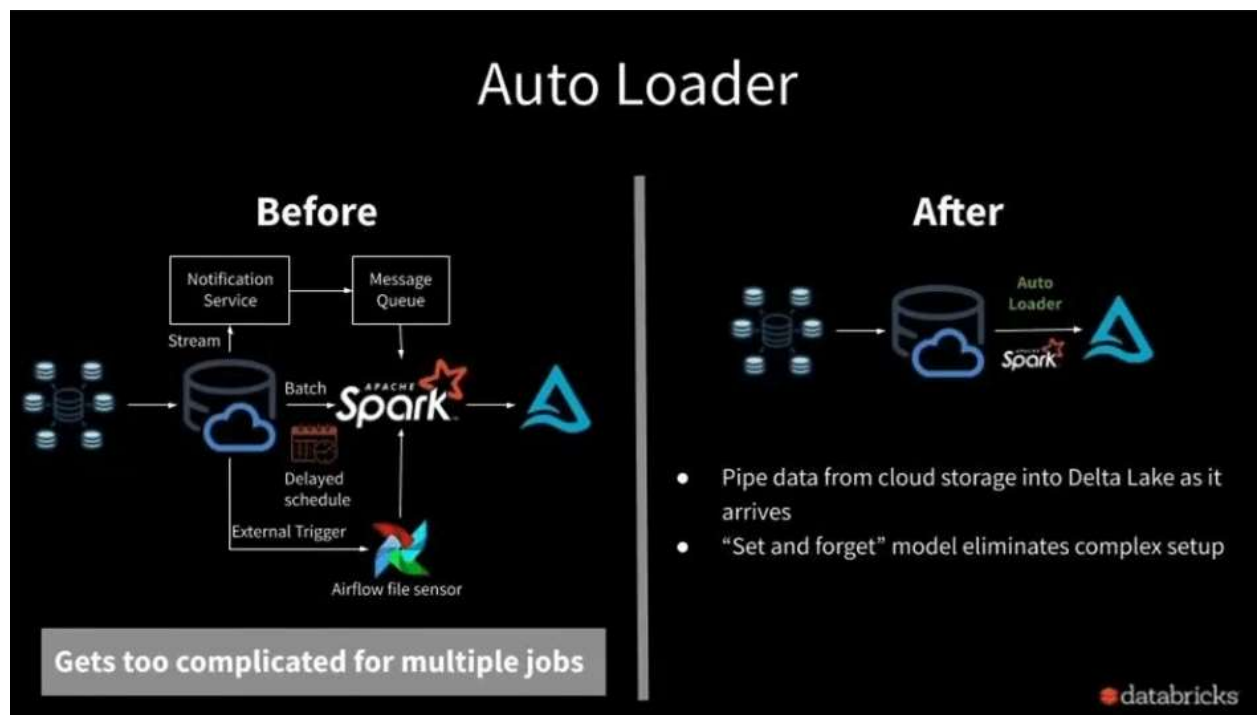 Auto Loader
Before
Notification
Service
Message
Queue
Stream
Batch
APACHE
Spark
Delayed
schedule
External Trigger
Airflow file sensor
Gets too complicated for multiple jobs
After
Auto
Loader
APACHE
Spark
● Pipe data from cloud storage into Delta Lake as it
arrives
● “Set and forget” model eliminates complex setup
databricks